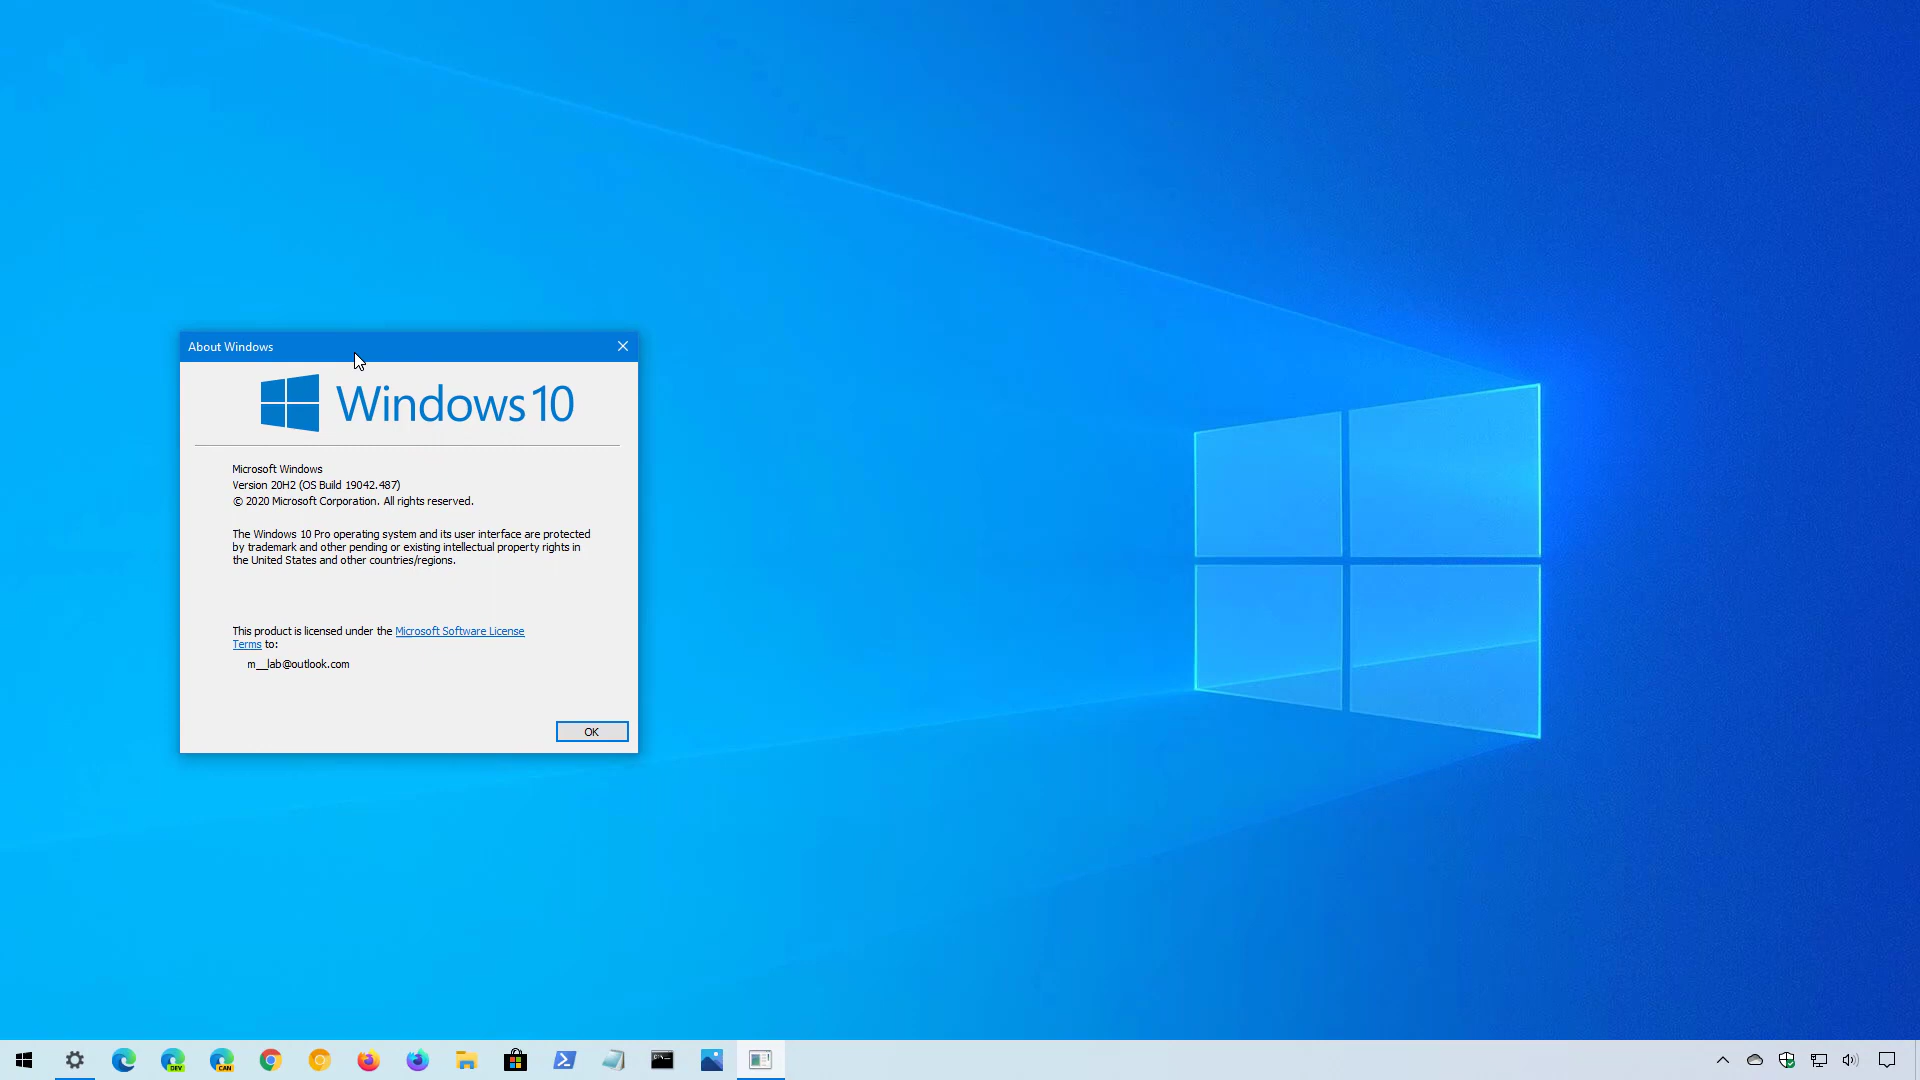 About Windows
Windows 10
Microsoft Windows
Version 20H2 (OS Build 19042.487)
© 2020 Microsoft Corporation. All rights reserved.
The Windows 10 Pro operating system and its user interface are protected
by trademark and other pending or existing intellectual property rights in
the United States and other countries/regions.
This product is licensed under the Microsoft Software License
Terms to:
m__lab@outlook.com
OK
DEV
CAN